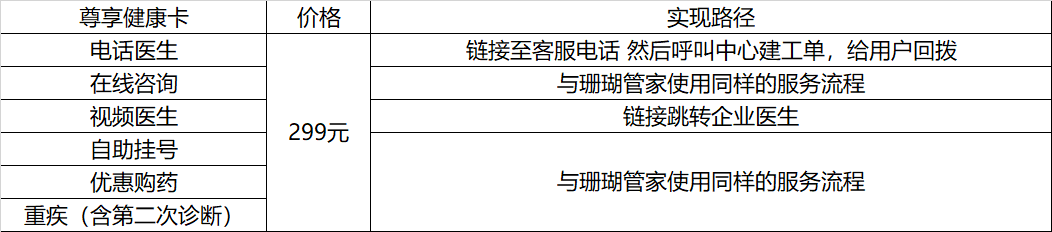 尊享健康卡 价格 实现路径
电话医生 链接至客服电话 然后呼叫中心建工单，给用户回拨
在线咨询 与珊瑚管家使用同样的服务流程
视频医生 链接跳转企业医生
299元
自助挂号
优惠购药 与珊瑚管家使用同样的服务流程
重疾（含第二次诊断）